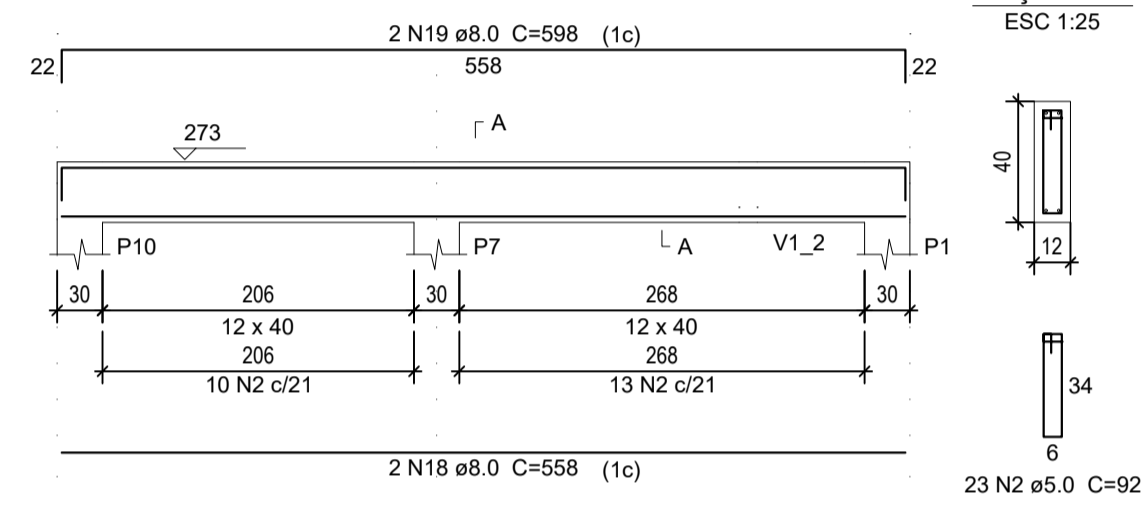 ESC 1:25
2 N19 ø8.0 C=598 (1c)
22 558 22
A
273
40
P10 P7 A V1_2 P1
12
30 206 30 268 30
12 x 40 12 x 40
206 268
10 N2 c/21 13 N2 c/21
34
6
2 N18 ø8.0 C=558 (1c)
23 N2 ø5.0 C=92